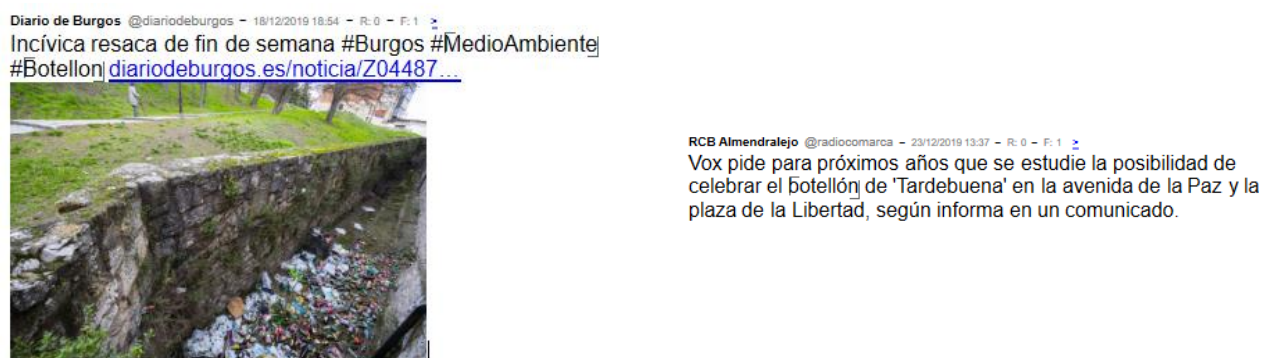 Diario de Burgos @diariodeburgos - 18/12/2019 18:54 - R: 0 - F: 1 >
Incívica resaca de fin de semana #Burgos #MedioAmbiente
#Botellon diariodeburgos.es/noticia/Z04487...
RCB Almendralejo @radiocomarca - 23/12/2019 13:37 - R: 0 - F: 1 >
Vox pide para próximos años que se estudie la posibilidad de
celebrar el botellón de 'Tardebuena' en la avenida de la Paz y la
plaza de la Libertad, según informa en un comunicado.